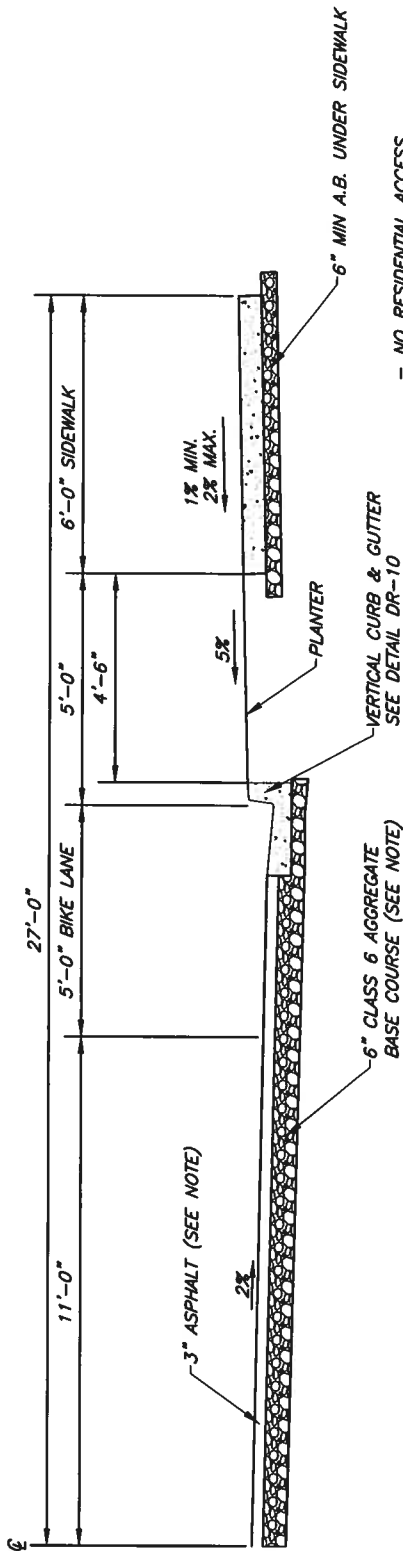 ℄
27'-0"
11'-0"
5'-0" BIKE LANE
5'-0"
6'-0" SIDEWALK
4'-6"
3" ASPHALT (SEE NOTE)
2%
5%
1% MIN.
2% MAX.
PLANTER
6" MIN A.B. UNDER SIDEWALK
VERTICAL CURB & GUTTER
SEE DETAIL DR-10
6" CLASS 6 AGGREGATE
BASE COURSE (SEE NOTE)
- NO RESIDENTIAL ACCESS